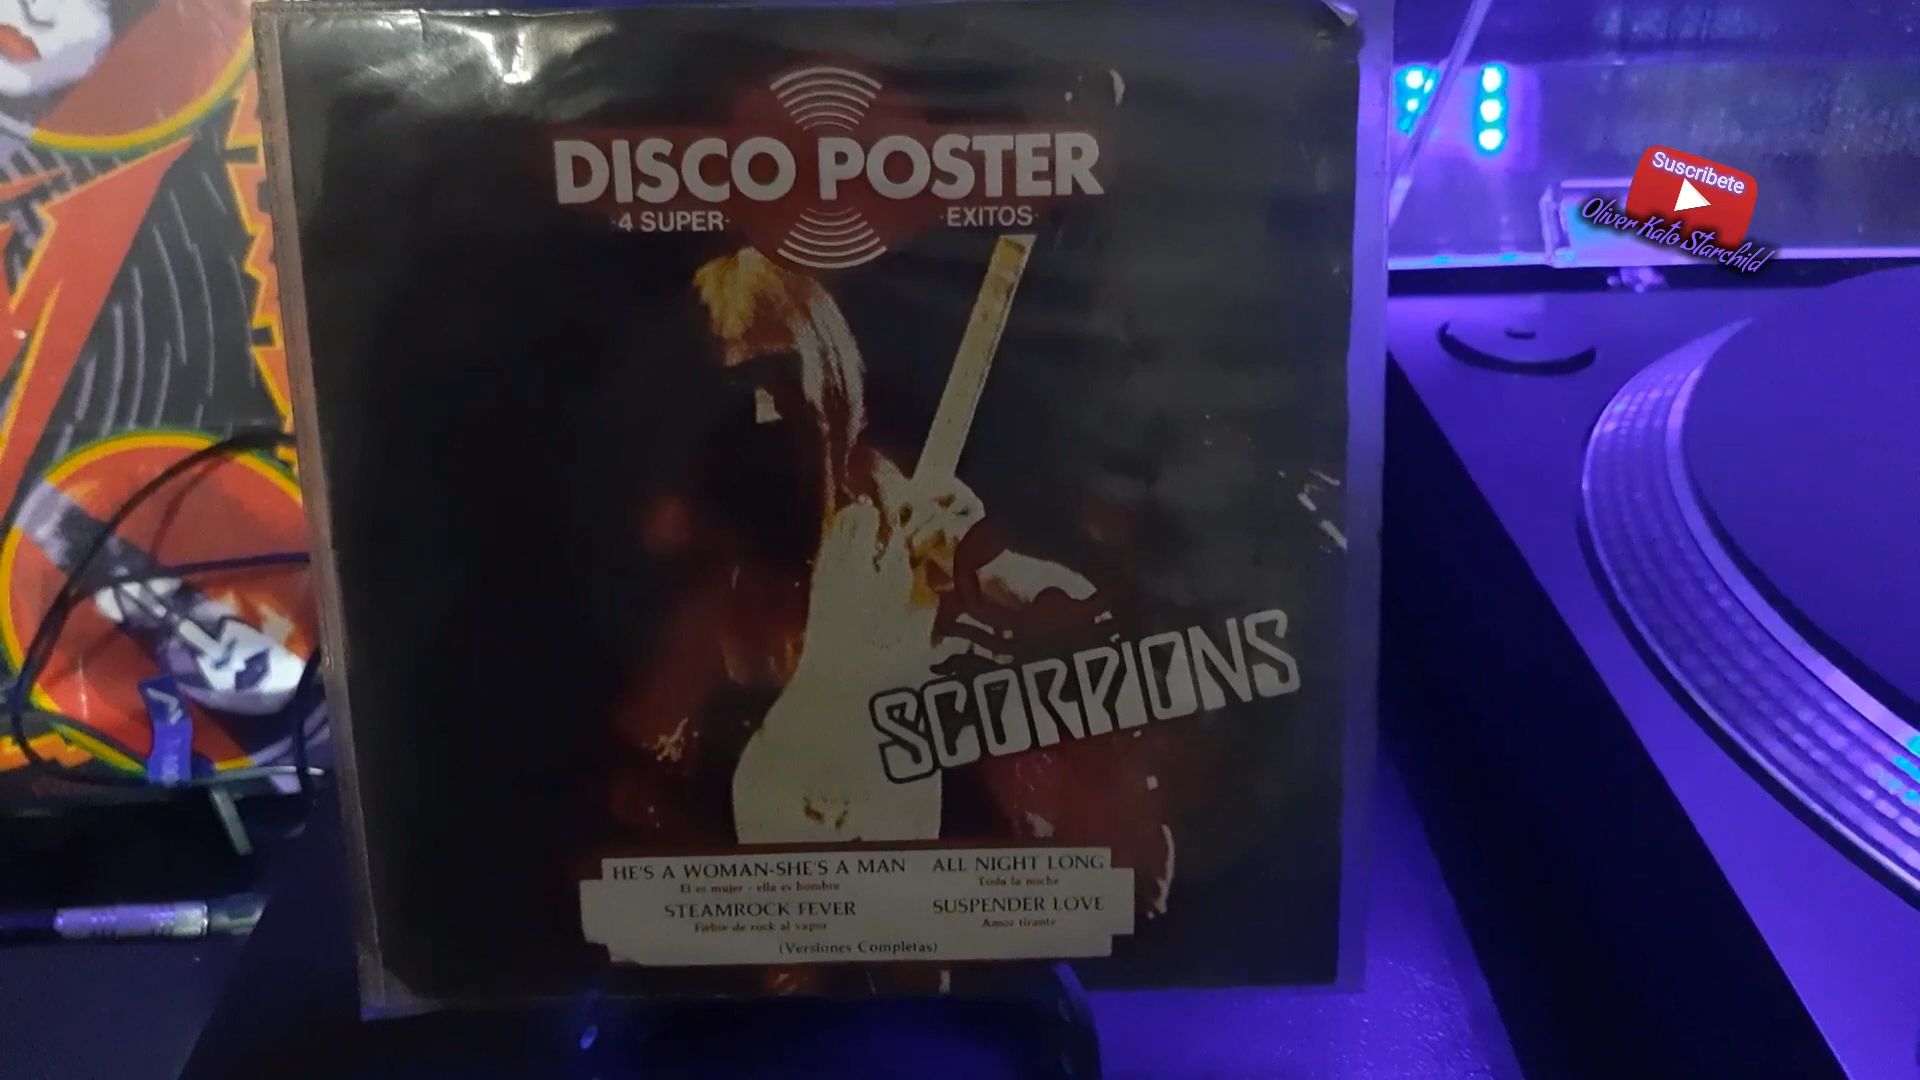 DISCO POSTER
·4 SUPER· ·EXITOS·
SCORPIONS
HE'S A WOMAN-SHE'S A MAN
El es mujer - ella es hombre
ALL NIGHT LONG
Toda la noche
STEAMROCK FEVER
Fiebre de rock al vapor
SUSPENDER LOVE
Amor tirante
(Versiones Completas)
Suscribete
Oliver Kato Starchild